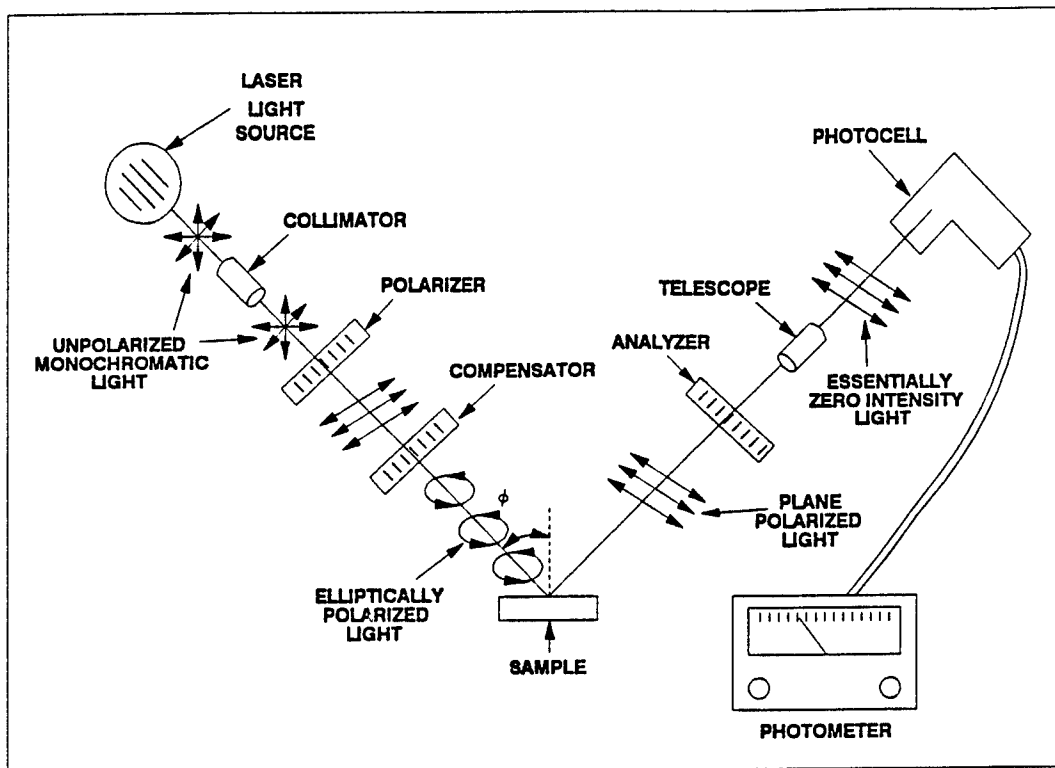 LASER
LIGHT
SOURCE
COLLIMATOR
POLARIZER
UNPOLARIZED
MONOCHROMATIC
LIGHT
COMPENSATOR
ϕ
ELLIPTICALLY
POLARIZED
LIGHT
SAMPLE
PHOTOCELL
TELESCOPE
ANALYZER
ESSENTIALLY
ZERO INTENSITY
LIGHT
PLANE
POLARIZED
LIGHT
PHOTOMETER